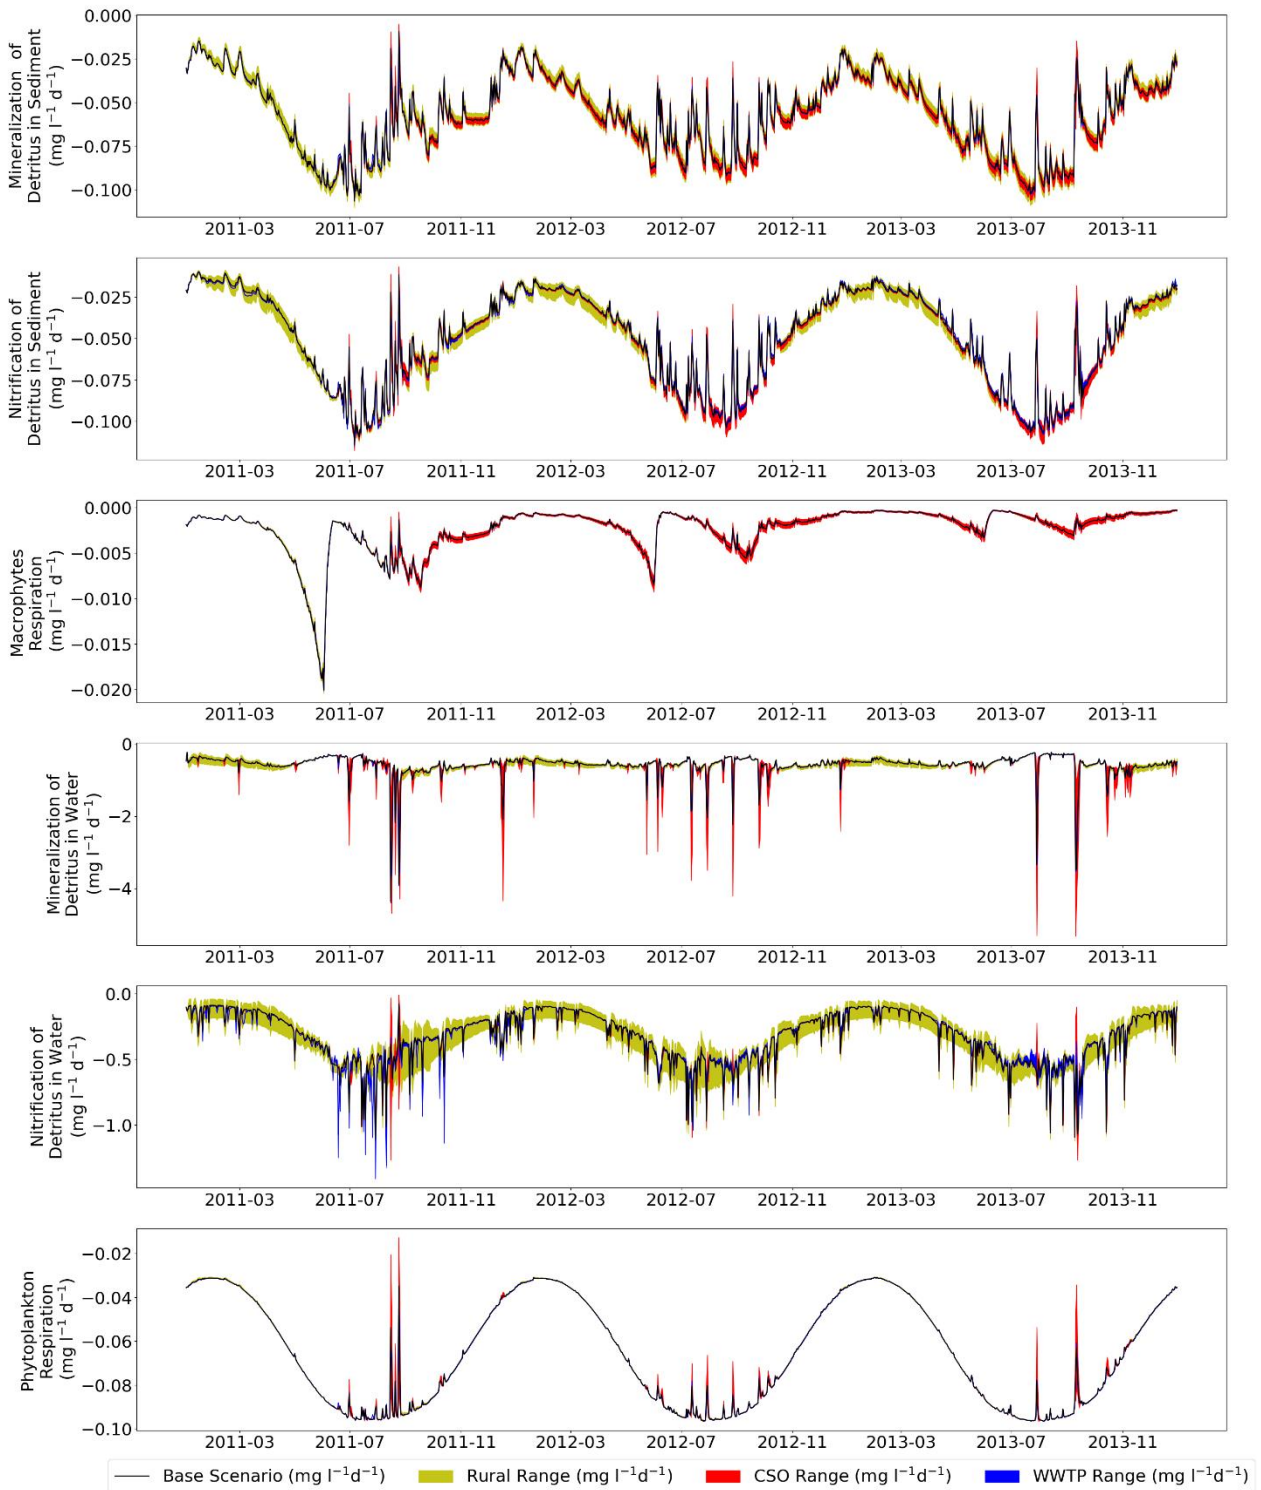 Mineralization of
Detritus in Sediment
(mg l⁻¹ d⁻¹)
0.000
−0.025
−0.050
−0.075
−0.100
2011-03 2011-07 2011-11 2012-03 2012-07 2012-11 2013-03 2013-07 2013-11
Nitrification of
Detritus in Sediment
(mg l⁻¹ d⁻¹)
−0.025
−0.050
−0.075
−0.100
2011-03 2011-07 2011-11 2012-03 2012-07 2012-11 2013-03 2013-07 2013-11
Macrophytes
Respiration
(mg l⁻¹ d⁻¹)
0.000
−0.005
−0.010
−0.015
−0.020
2011-03 2011-07 2011-11 2012-03 2012-07 2012-11 2013-03 2013-07 2013-11
Mineralization of
Detritus in Water
(mg l⁻¹ d⁻¹)
0
−2
−4
2011-03 2011-07 2011-11 2012-03 2012-07 2012-11 2013-03 2013-07 2013-11
Nitrification of
Detritus in Water
(mg l⁻¹ d⁻¹)
0.0
−0.5
−1.0
2011-03 2011-07 2011-11 2012-03 2012-07 2012-11 2013-03 2013-07 2013-11
Phytoplankton
Respiration
(mg l⁻¹ d⁻¹)
−0.02
−0.04
−0.06
−0.08
−0.10
2011-03 2011-07 2011-11 2012-03 2012-07 2012-11 2013-03 2013-07 2013-11
Base Scenario (mg l⁻¹d⁻¹) Rural Range (mg l⁻¹d⁻¹) CSO Range (mg l⁻¹d⁻¹) WWTP Range (mg l⁻¹d⁻¹)